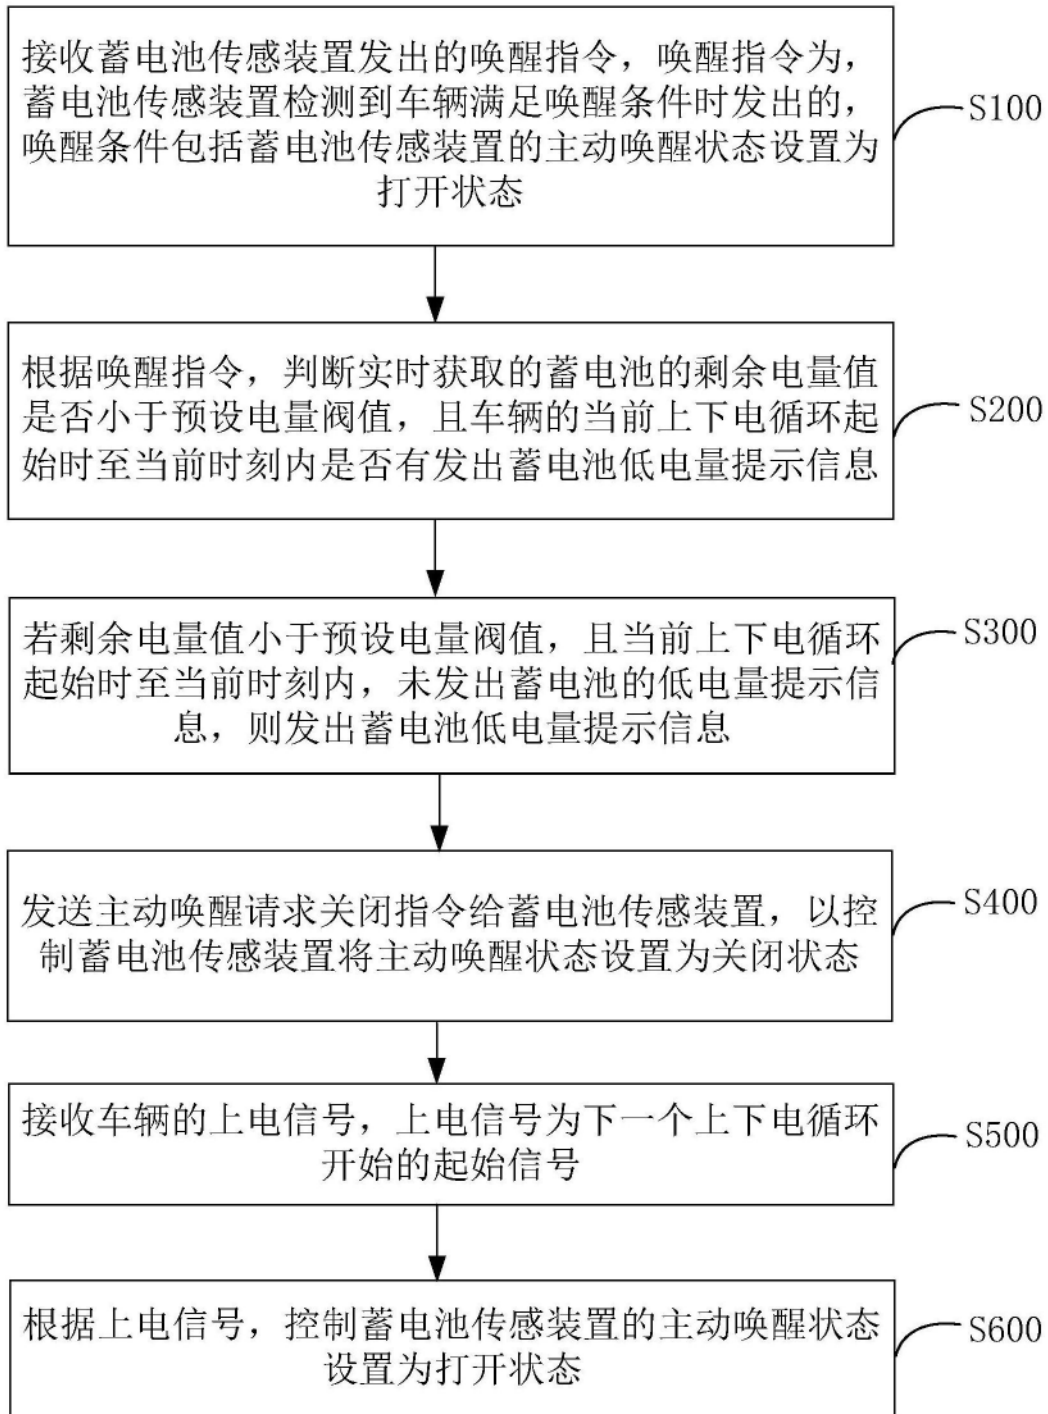 接收蓄电池传感装置发出的唤醒指令，唤醒指令为，
蓄电池传感装置检测到车辆满足唤醒条件时发出的，
唤醒条件包括蓄电池传感装置的主动唤醒状态设置为
打开状态
S100
根据唤醒指令，判断实时获取的蓄电池的剩余电量值
是否小于预设电量阀值，且车辆的当前上下电循环起
始时至当前时刻内是否有发出蓄电池低电量提示信息
S200
若剩余电量值小于预设电量阀值，且当前上下电循环
起始时至当前时刻内，未发出蓄电池的低电量提示信
息，则发出蓄电池低电量提示信息
S300
发送主动唤醒请求关闭指令给蓄电池传感装置，以控
制蓄电池传感装置将主动唤醒状态设置为关闭状态
S400
接收车辆的上电信号，上电信号为下一个上下电循环
开始的起始信号
S500
根据上电信号，控制蓄电池传感装置的主动唤醒状态
设置为打开状态
S600